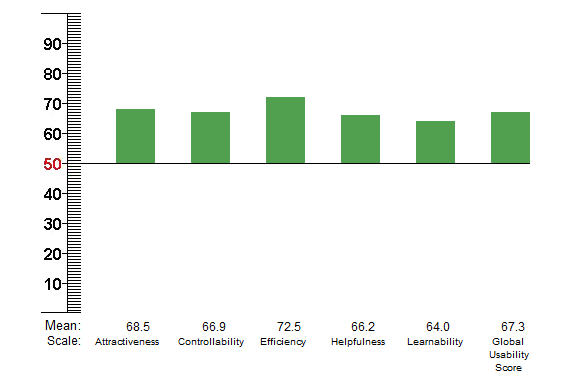 90
80
70
60
50
40
30
20
10
Mean: 68.5 66.9 72.5 66.2 64.0 67.3
Scale: Attractiveness Controllability Efficiency Helpfulness Learnability Global
Usability
Score